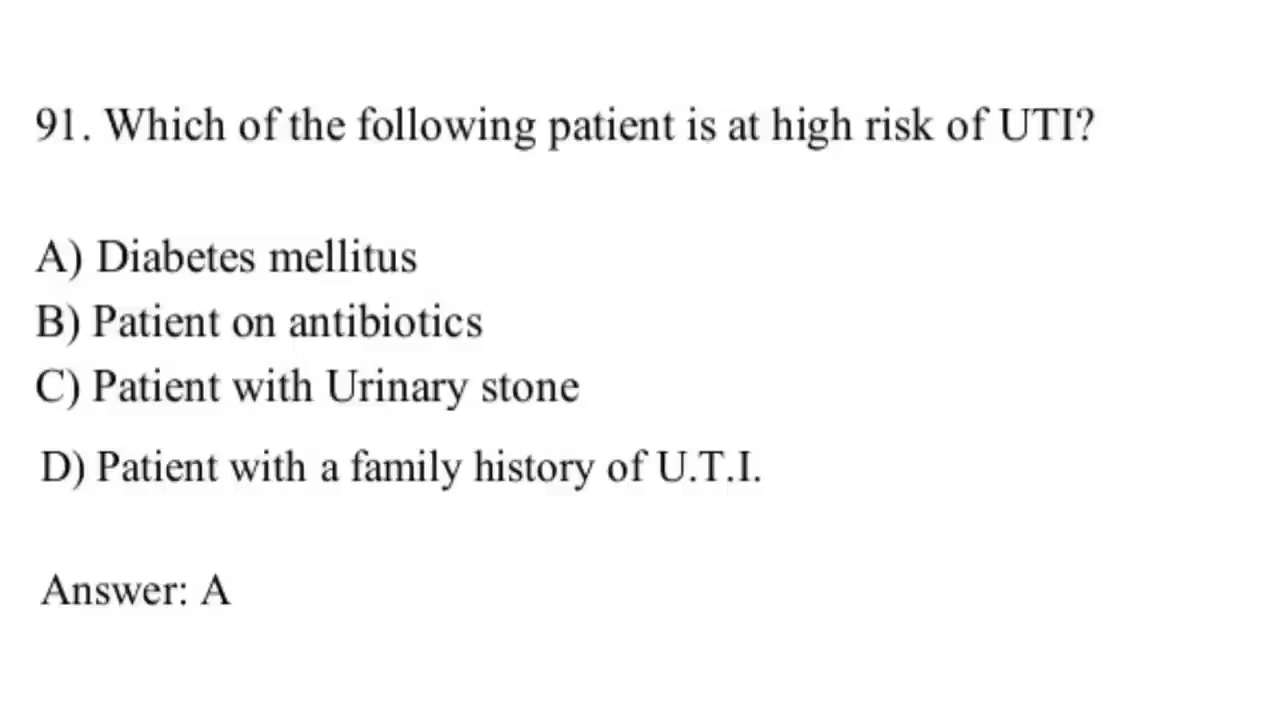 91. Which of the following patient is at high risk of UTI?
A) Diabetes mellitus
B) Patient on antibiotics
C) Patient with Urinary stone
D) Patient with a family history of U.T.I.
Answer: A